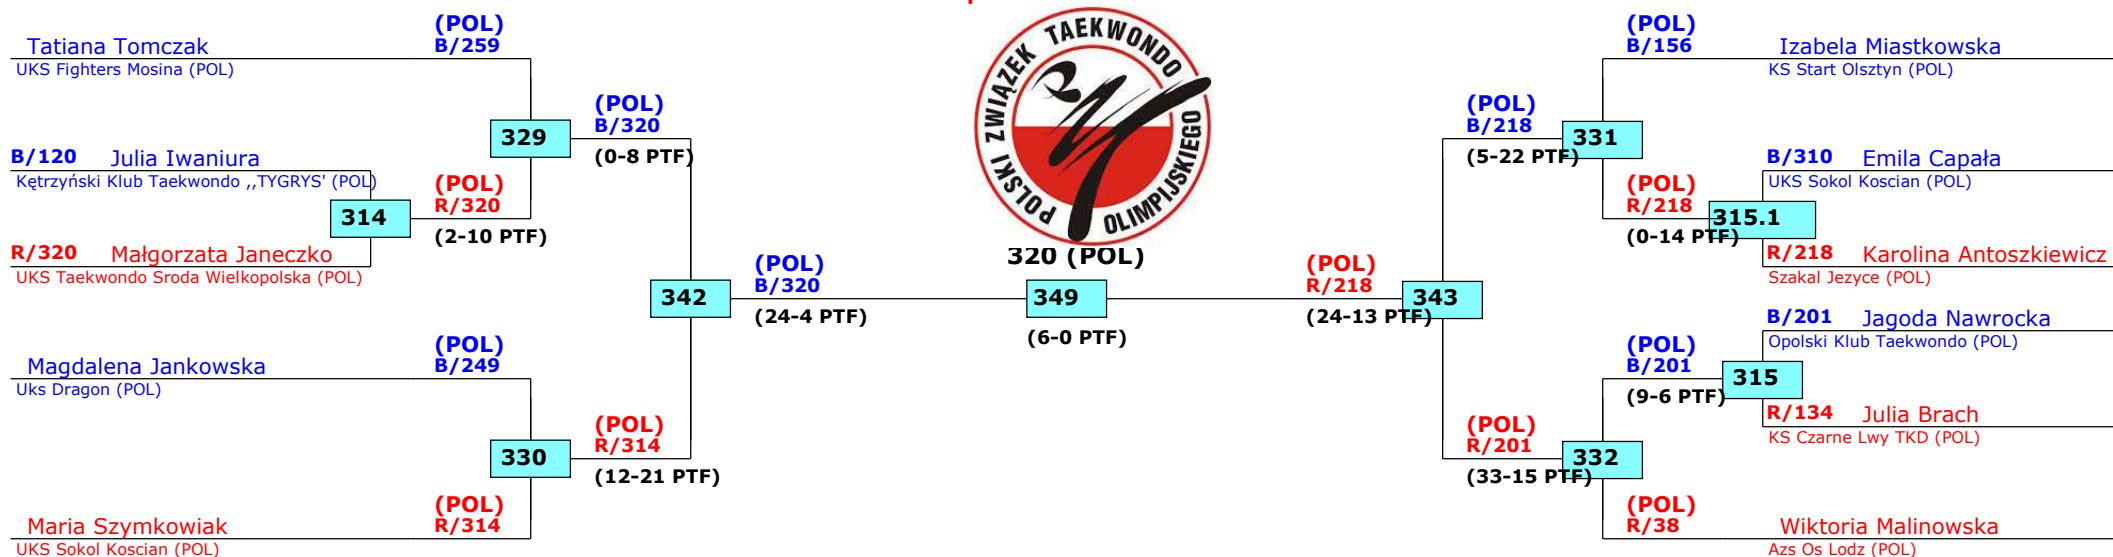 (POL)
B/259
Tatiana Tomczak
UKS Fighters Mosina (POL)
329
(POL)
B/320
(0-8 PTF)
B/120 Julia Iwaniura
Kętrzyński Klub Taekwondo ,,TYGRYS' (POL)
314
(POL)
R/320
(2-10 PTF)
R/320 Małgorzata Janeczko
UKS Taekwondo Sroda Wielkopolska (POL)
342
(POL)
B/320
(24-4 PTF)
(POL)
B/249
Magdalena Jankowska
Uks Dragon (POL)
330
(POL)
R/314
(12-21 PTF)
(POL)
R/314
Maria Szymkowiak
UKS Sokol Koscian (POL)
POLSKI ZWIĄZEK TAEKWONDO OLIMPIJSKIEGO
320 (POL)
349
(6-0 PTF)
(POL)
R/218
(24-13 PTF)
343
(POL)
B/218
(5-22 PTF)
331
(POL)
B/156
Izabela Miastkowska
KS Start Olsztyn (POL)
B/310 Emila Capała
UKS Sokol Koscian (POL)
(POL)
R/218
(0-14 PTF)
315.1
R/218 Karolina Antoszkiewicz
Szakal Jezyce (POL)
B/201 Jagoda Nawrocka
Opolski Klub Taekwondo (POL)
(POL)
B/201
(9-6 PTF)
315
R/134 Julia Brach
KS Czarne Lwy TKD (POL)
(POL)
R/201
(33-15 PTF)
332
(POL)
R/38
Wiktoria Malinowska
Azs Os Lodz (POL)